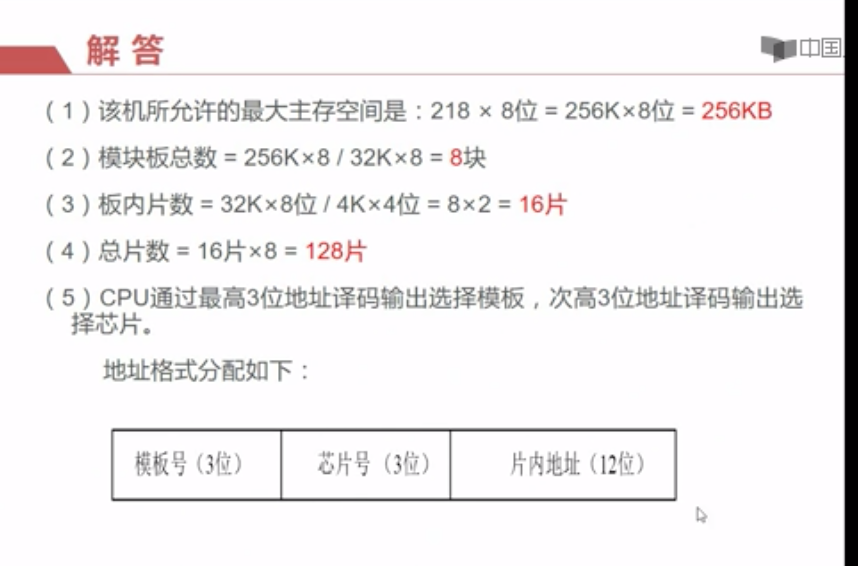 解答
中国
（1）该机所允许的最大主存空间是：218 × 8位 = 256K×8位 = 256KB
（2）模块板总数 = 256K×8 / 32K×8 = 8块
（3）板内片数 = 32K×8位 / 4K×4位 = 8×2 = 16片
（4）总片数 = 16片×8 = 128片
（5）CPU通过最高3位地址译码输出选择模板，次高3位地址译码输出选
择芯片。
地址格式分配如下：
模板号（3位） 芯片号（3位） 片内地址（12位）